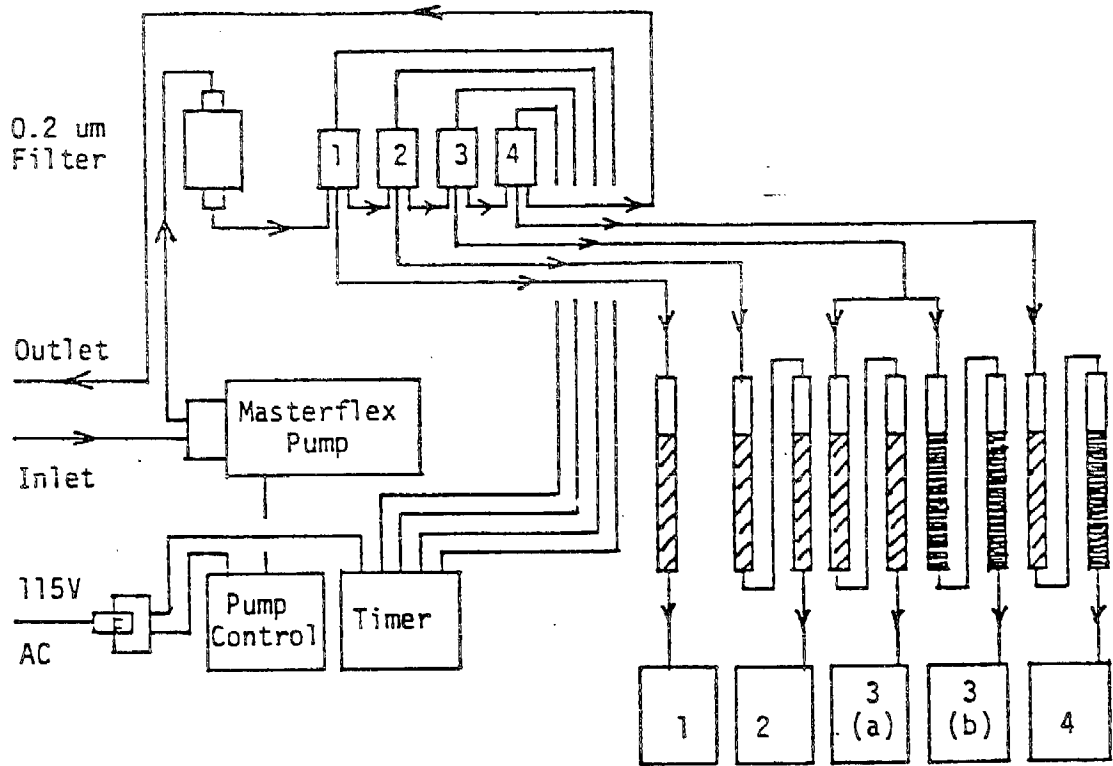 0.2 um
Filter
1
2
3
4
Outlet
Masterflex
Pump
Inlet
115V
AC
Pump
Control
Timer
1
2
3
(a)
3
(b)
4